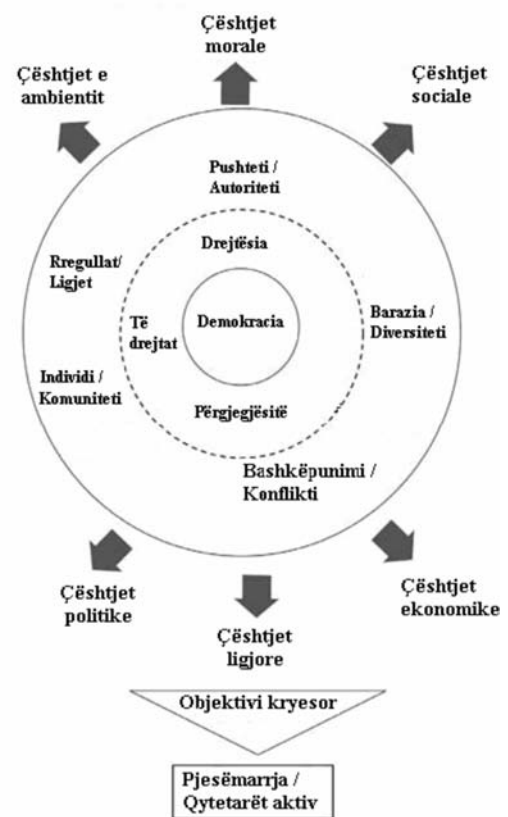 Çështjet
morale
Çështjet e
ambientit
Çështjet
sociale
Pushteti /
Autoriteti
Drejtësia
Rregullat/
Ligjet
Barazia /
Diversiteti
Të
drejtat
Demokracia
Individi /
Komuniteti
Përgjegjësitë
Bashkëpunimi /
Konflikti
Çështjet
politike
Çështjet
ekonomike
Çështjet
ligjore
Objektivi kryesor
Pjesëmarrja /
Qytetarët aktiv